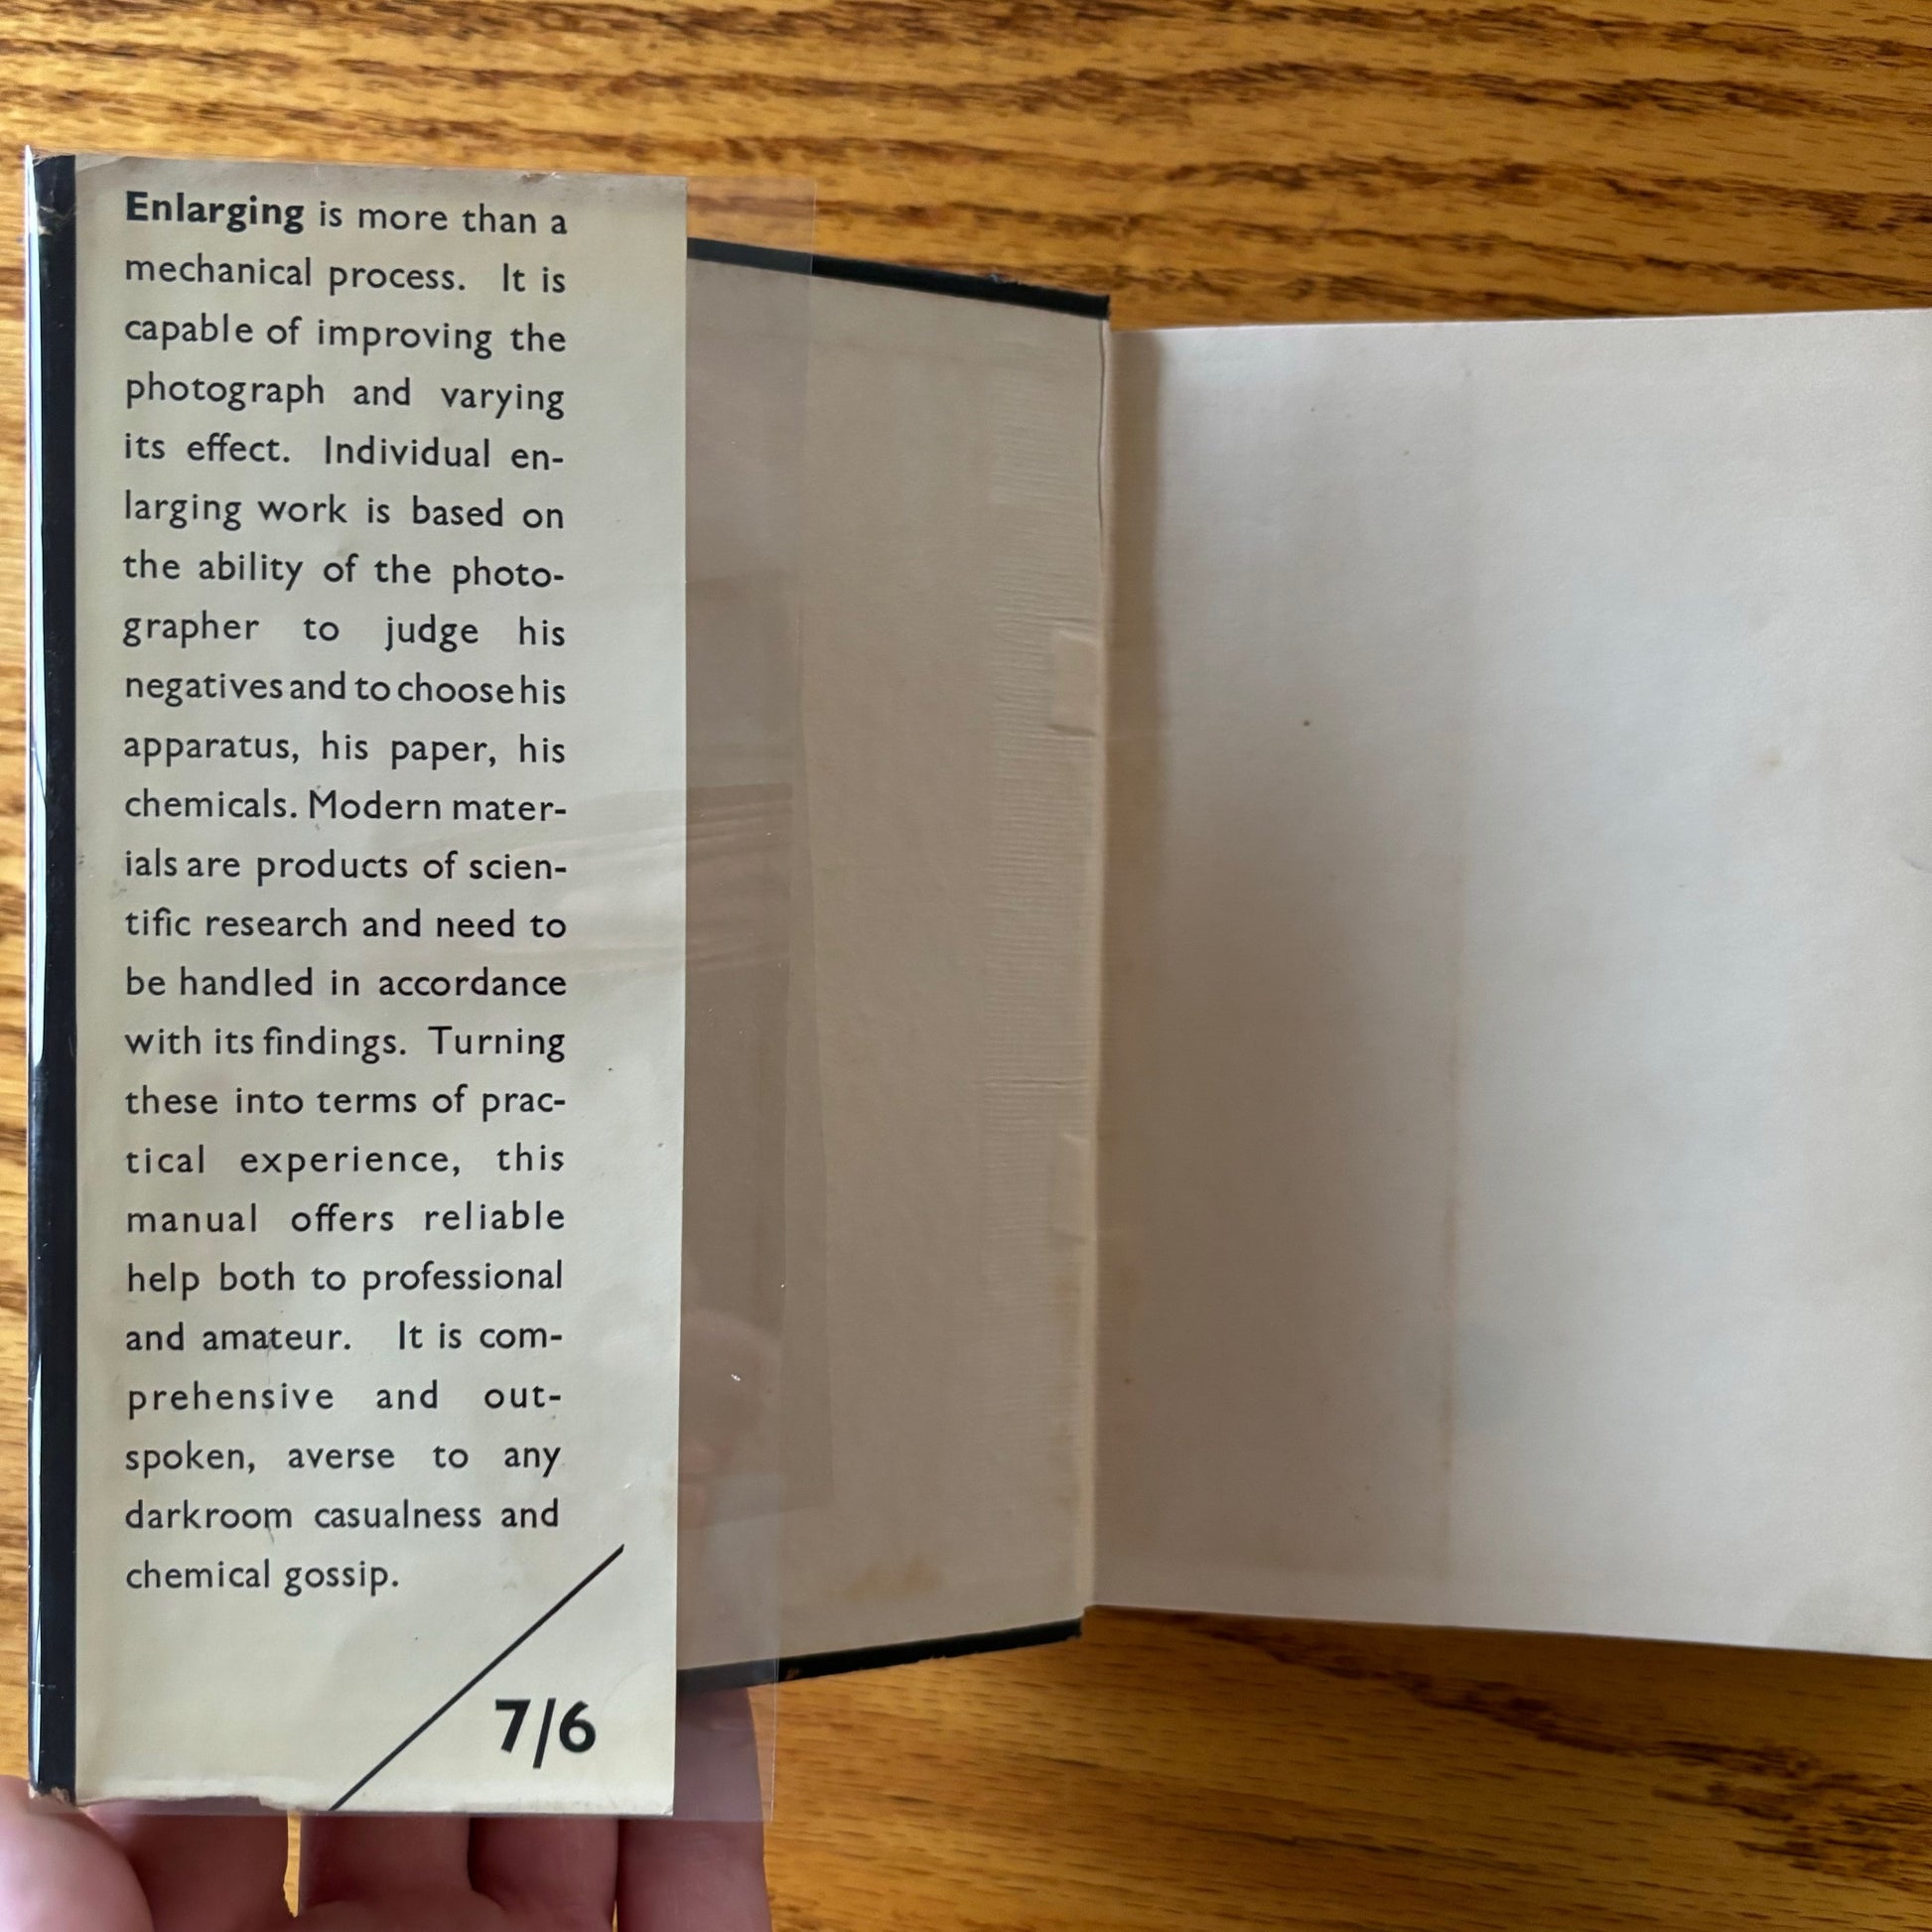 Enlarging is more than a
mechanical process. It is
capable of improving the
photograph and varying
its effect. Individual en-
larging work is based on
the ability of the photo-
grapher to judge his
negatives and to choose his
apparatus, his paper, his
chemicals. Modern mater-
ials are products of scien-
tific research and need to
be handled in accordance
with its findings. Turning
these into terms of prac-
tical experience, this
manual offers reliable
help both to professional
and amateur. It is com-
prehensive and out-
spoken, averse to any
darkroom casualness and
chemical gossip.
7/6